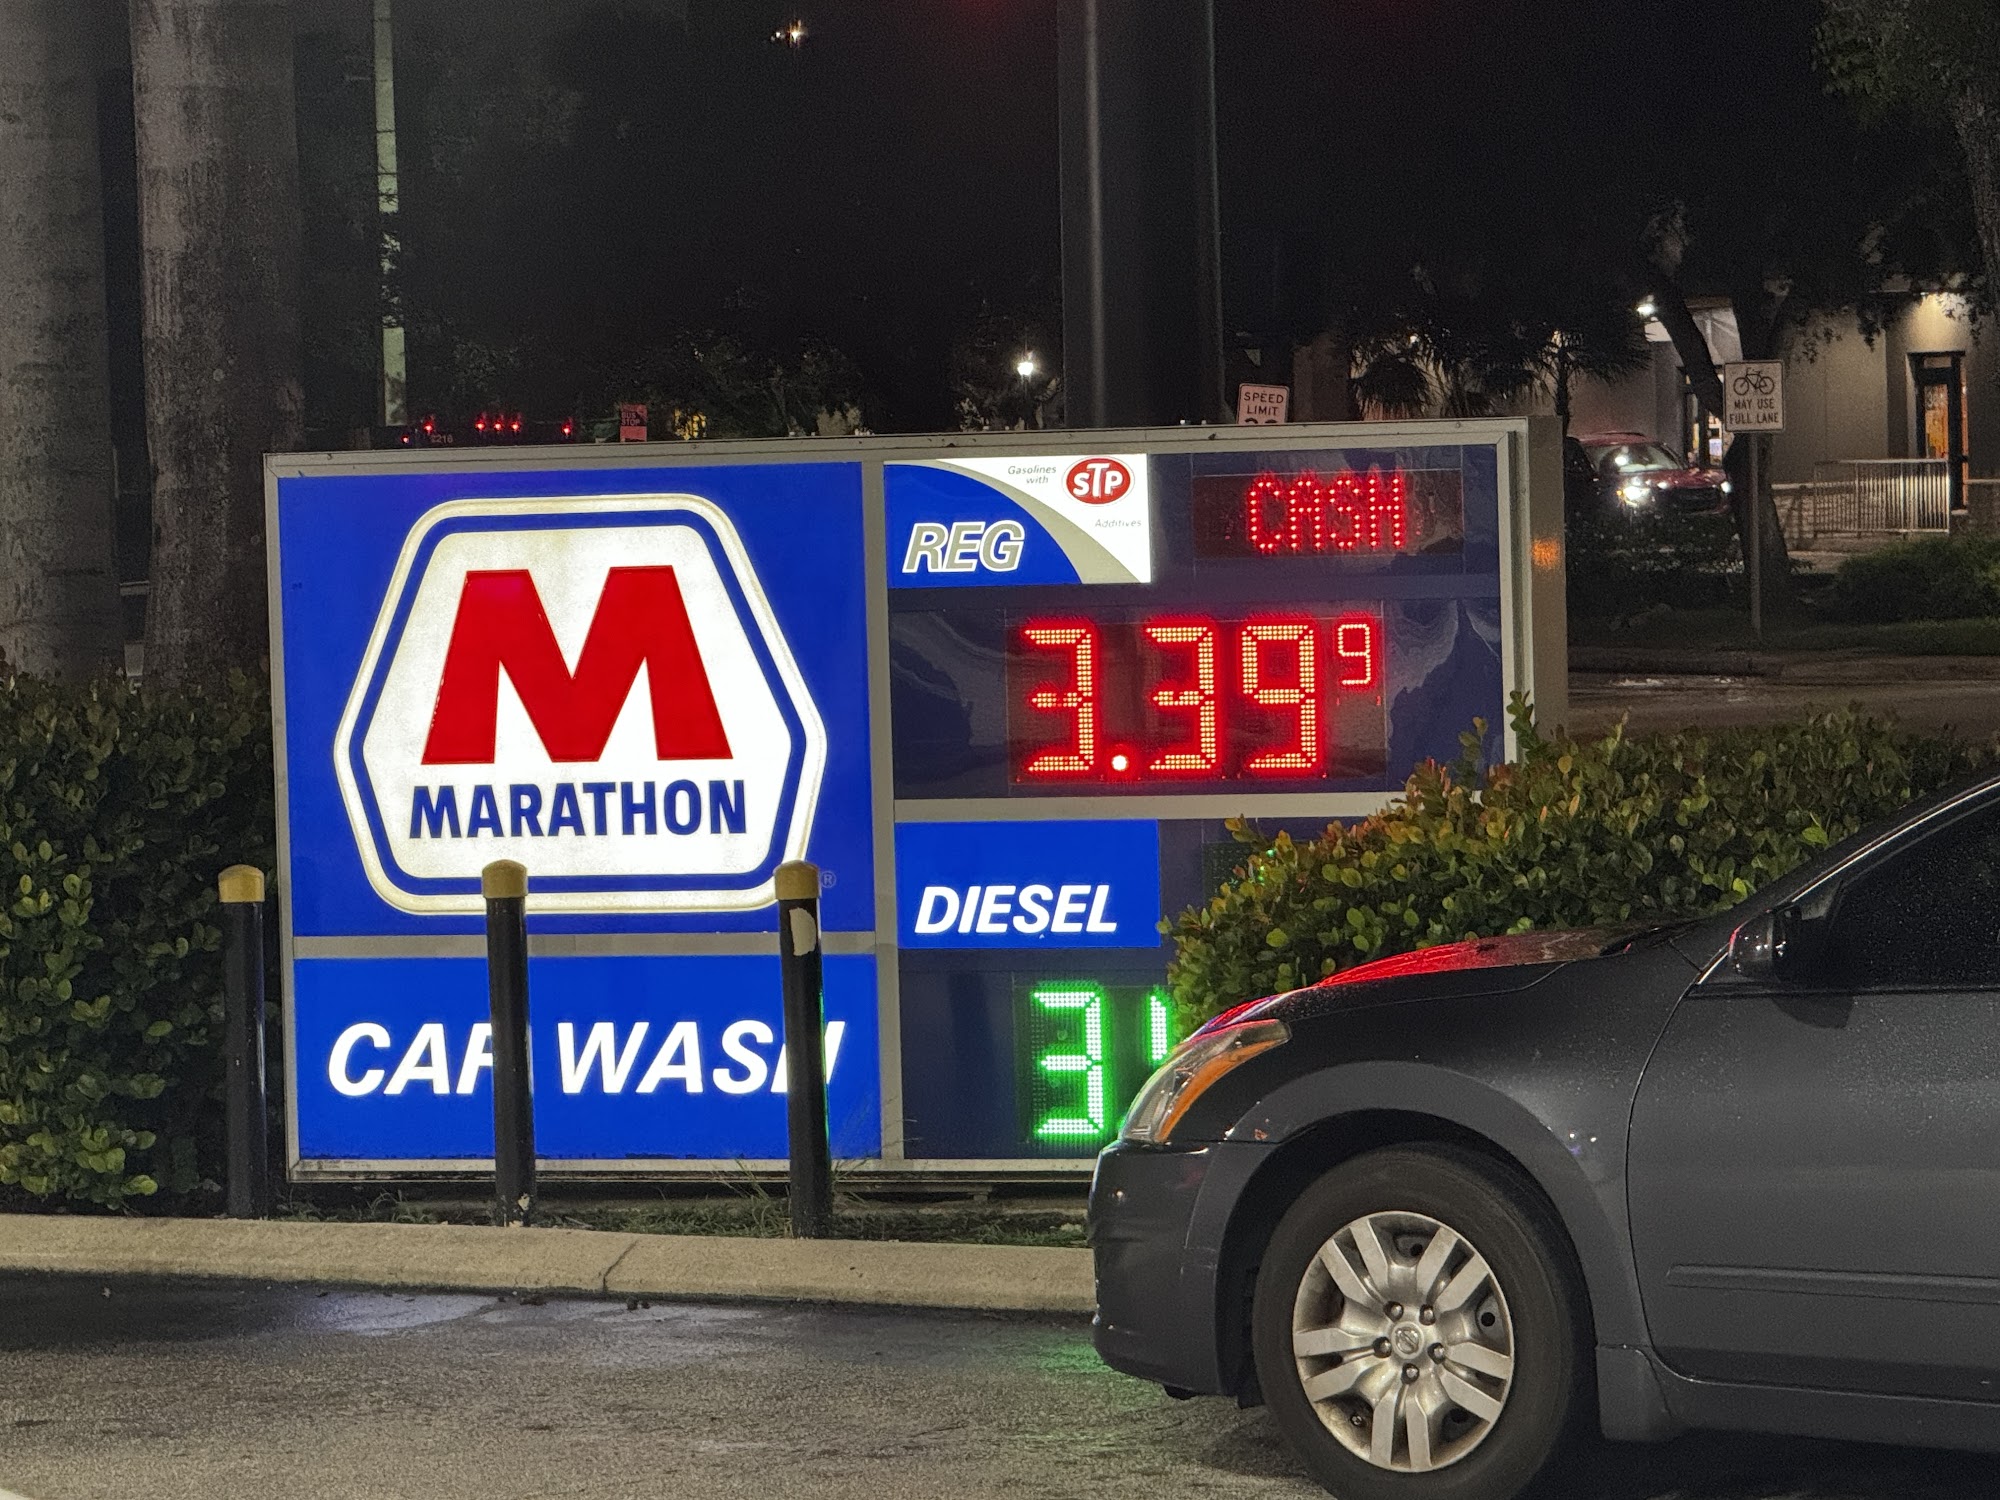 SPEED
LIMIT
MAY USE
FULL LANE
Gasolines
with
STP
Additives
REG
CASH
3.39 9
M
MARATHON
®
DIESEL
CAR WASH
3